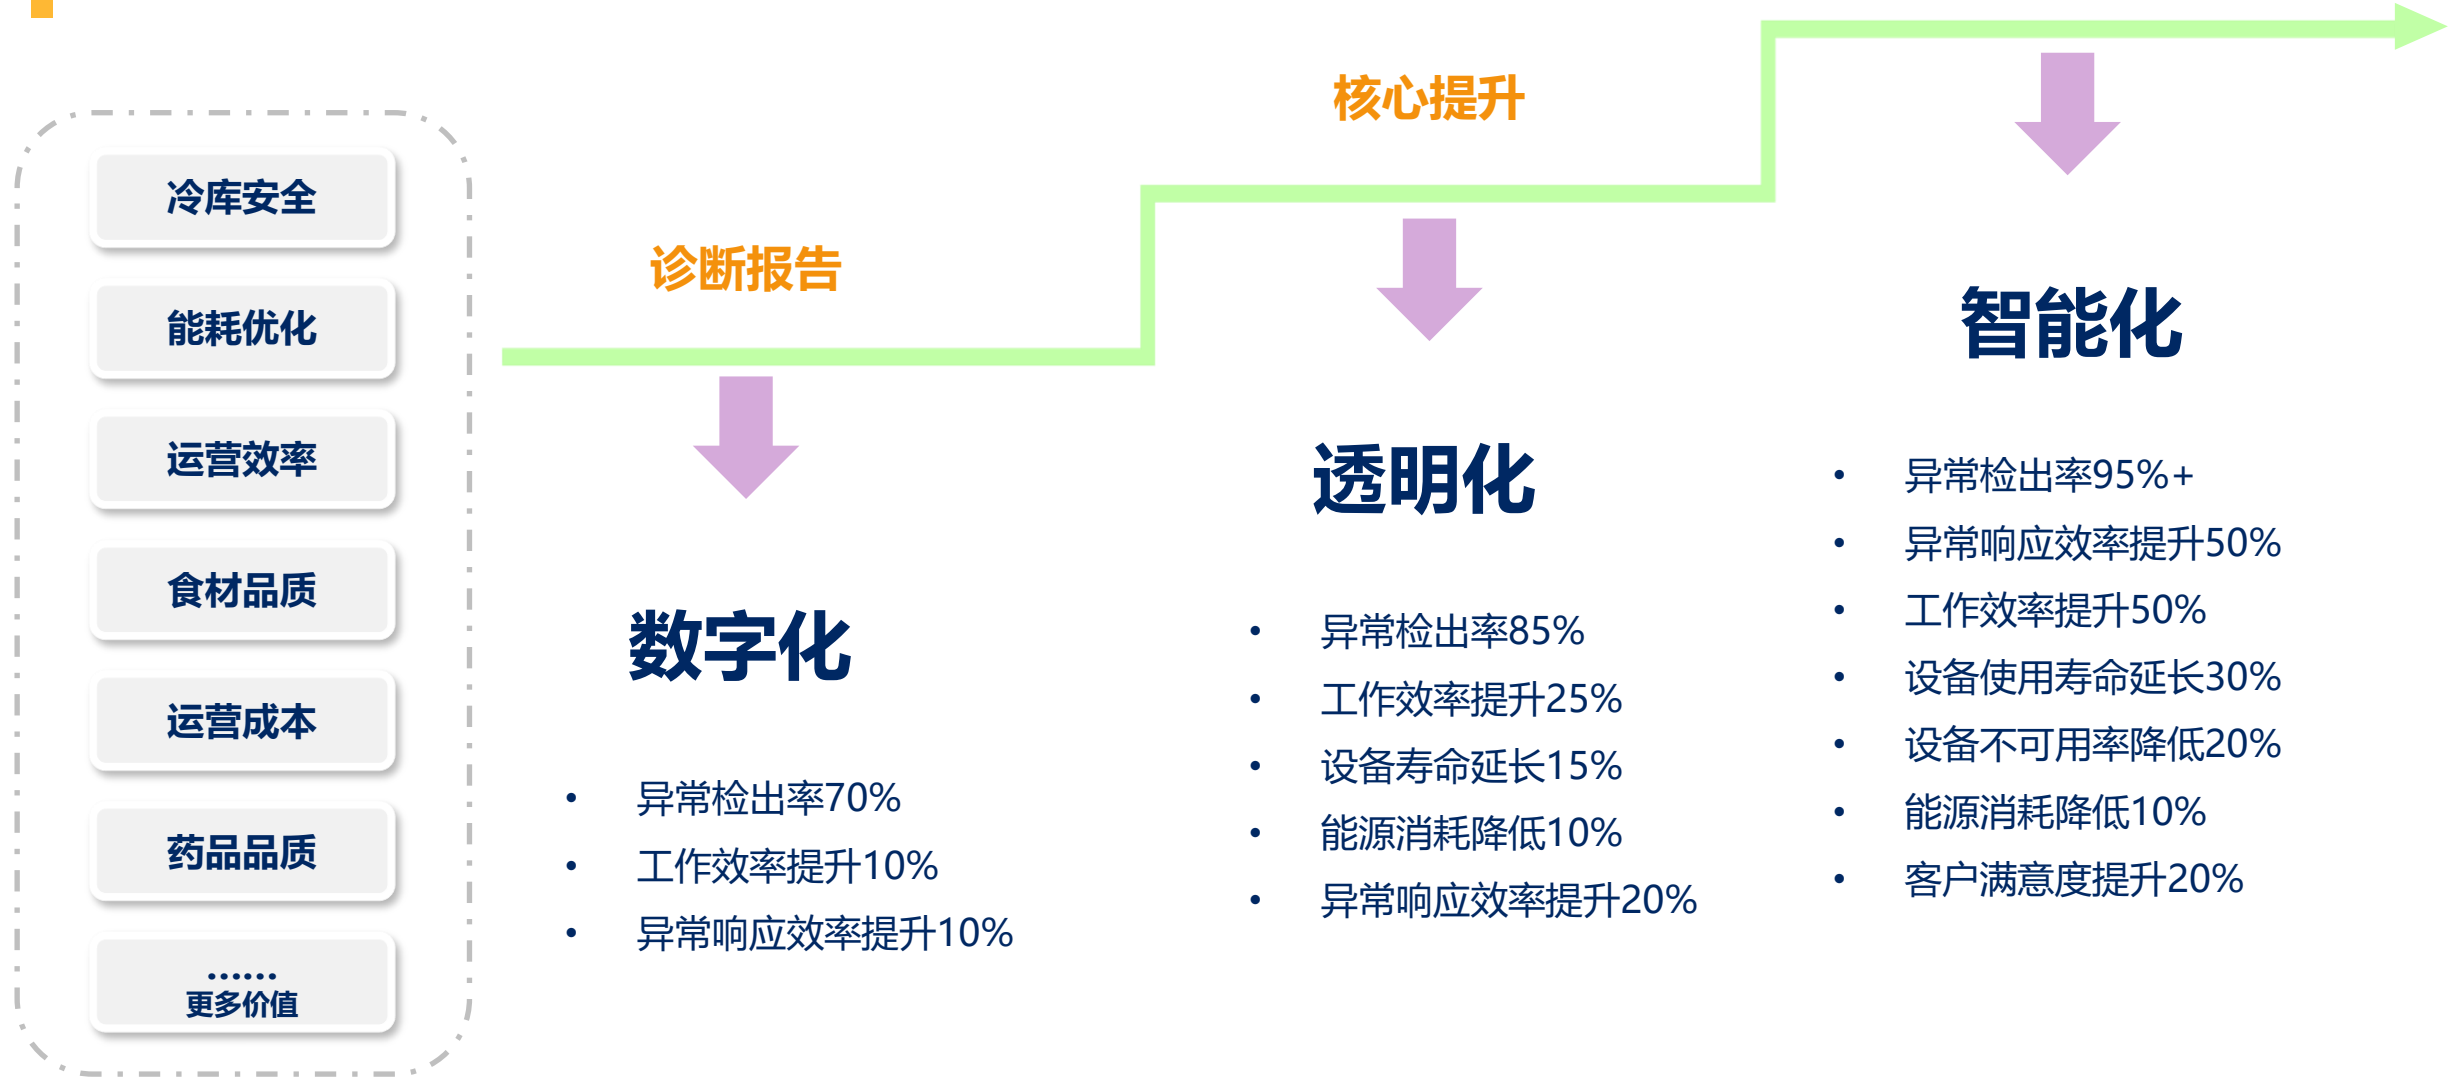 冷库安全
能耗优化
运营效率
食材品质
运营成本
药品品质
……
更多价值
诊断报告
数字化
• 异常检出率70%
• 工作效率提升10%
• 异常响应效率提升10%
核心提升
透明化
• 异常检出率85%
• 工作效率提升25%
• 设备寿命延长15%
• 能源消耗降低10%
• 异常响应效率提升20%
智能化
• 异常检出率95%+
• 异常响应效率提升50%
• 工作效率提升50%
• 设备使用寿命延长30%
• 设备不可用率降低20%
• 能源消耗降低10%
• 客户满意度提升20%